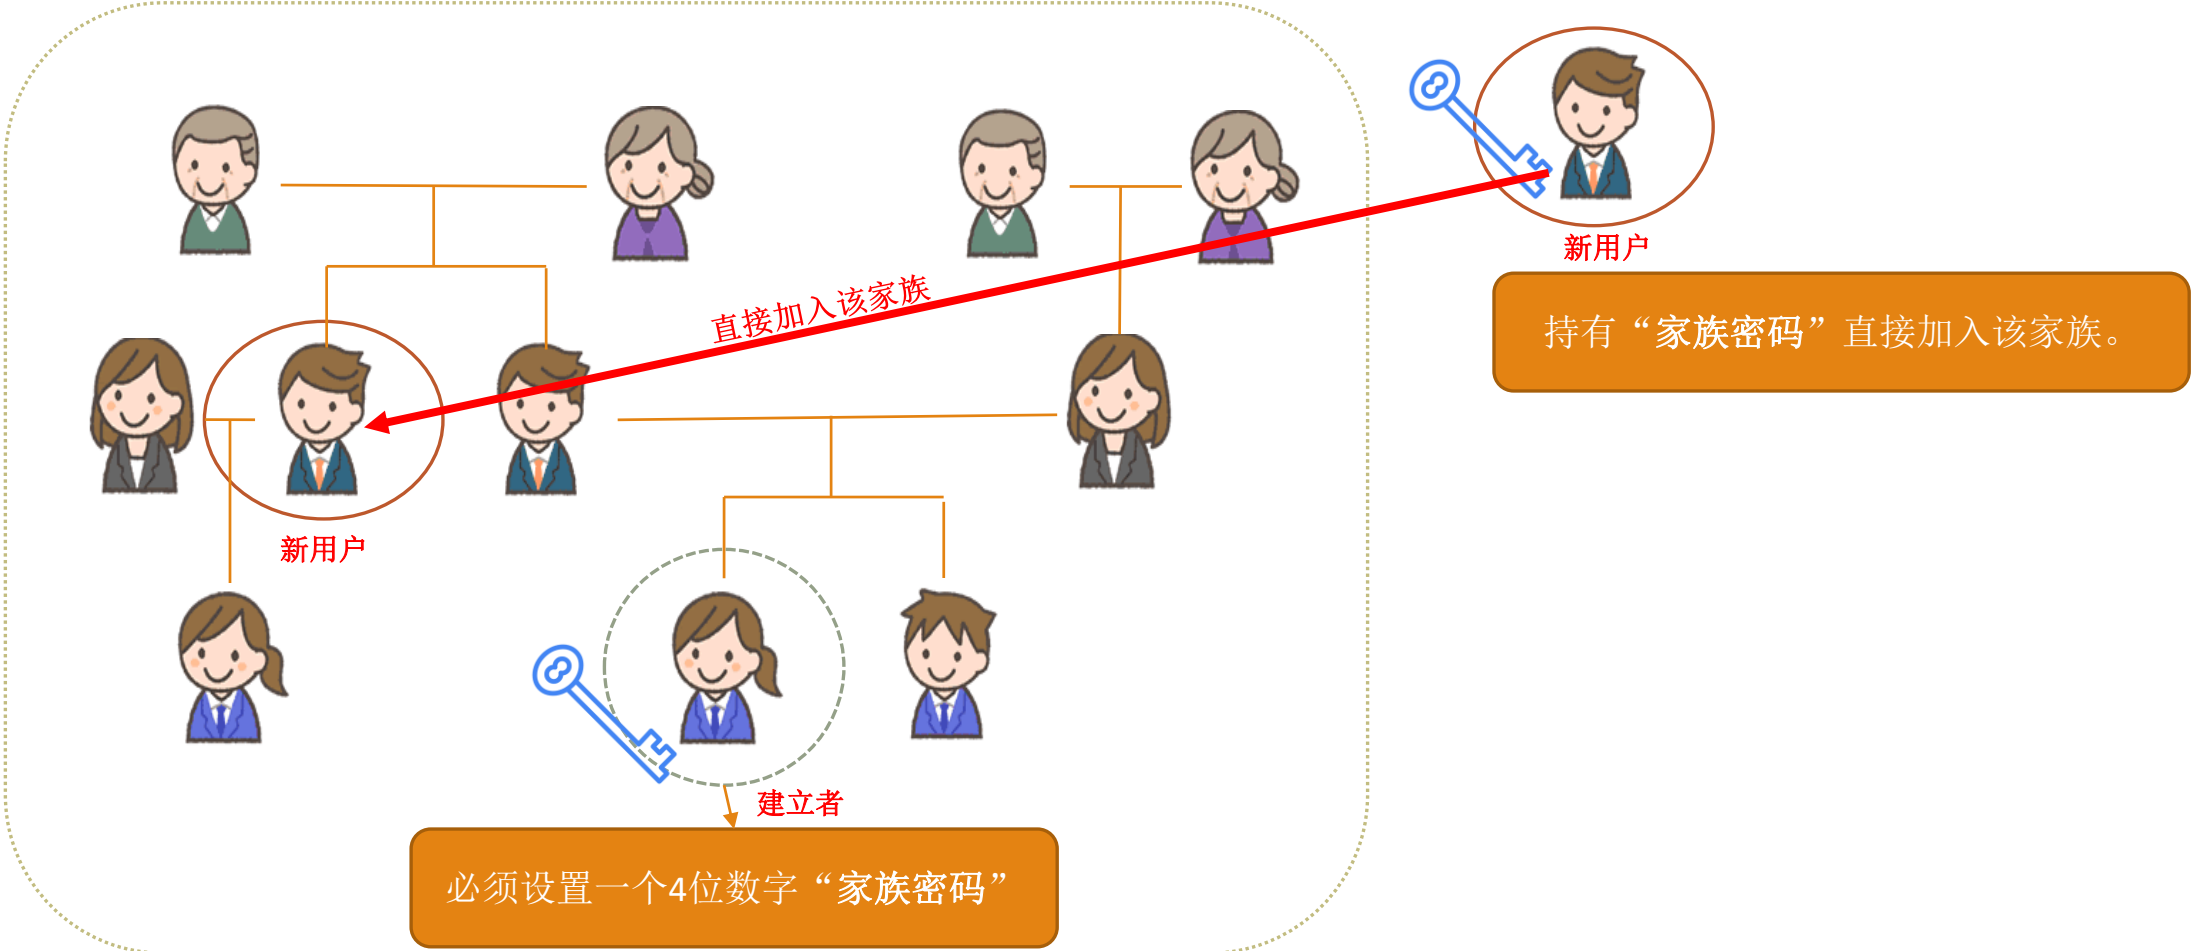 新用户
持有“家族密码”直接加入该家族。
直接加入该家族
新用户
建立者
必须设置一个4位数字“家族密码”